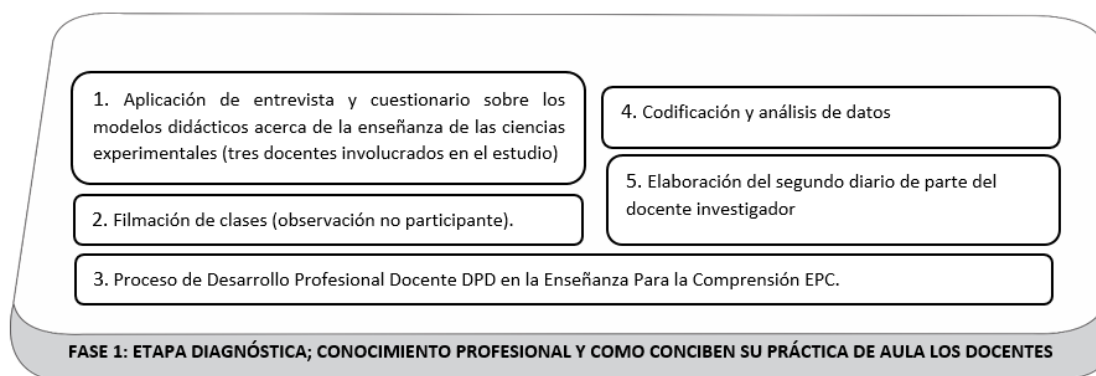 1. Aplicación de entrevista y cuestionario sobre los
modelos didácticos acerca de la enseñanza de las ciencias
experimentales (tres docentes involucrados en el estudio)
2. Filmación de clases (observación no participante).
3. Proceso de Desarrollo Profesional Docente DPD en la Enseñanza Para la Comprensión EPC.
4. Codificación y análisis de datos
5. Elaboración del segundo diario de parte del
docente investigador
FASE 1: ETAPA DIAGNÓSTICA; CONOCIMIENTO PROFESIONAL Y COMO CONCIBEN SU PRÁCTICA DE AULA LOS DOCENTES